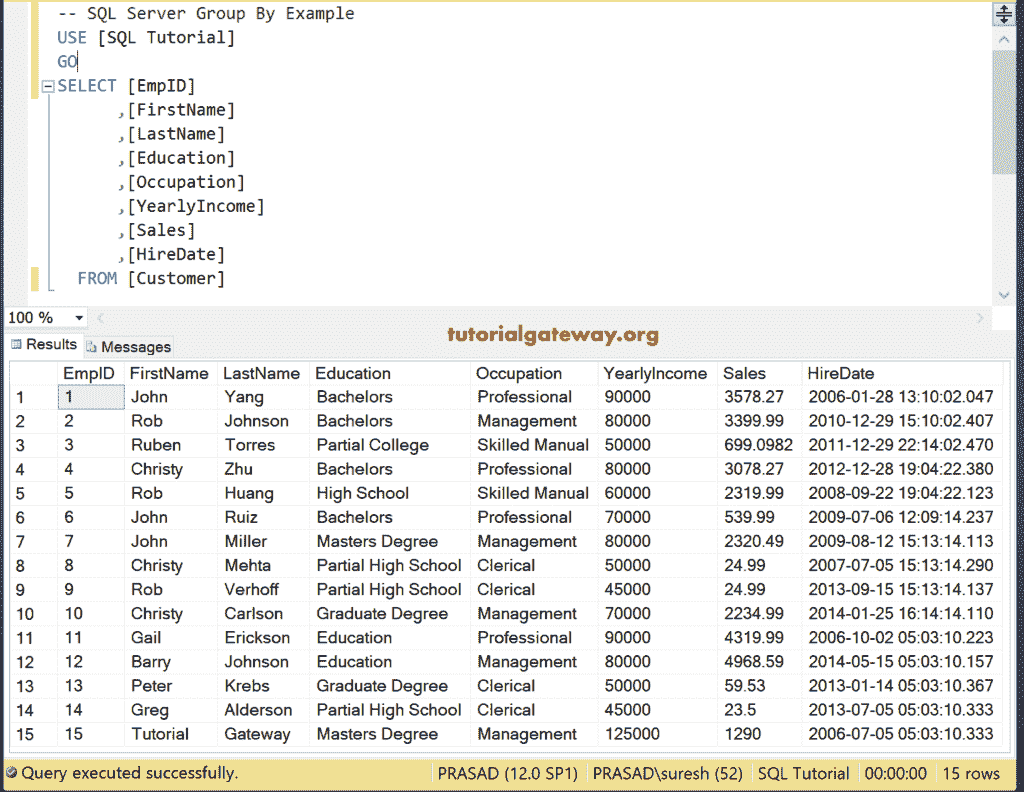 -- SQL Server Group By Example
USE [SQL Tutorial]
GO
SELECT [EmpID]
,[FirstName]
,[LastName]
,[Education]
,[Occupation]
,[YearlyIncome]
,[Sales]
,[HireDate]
FROM [Customer]
100 %
tutorialgateway.org
Results Messages
EmpID FirstName LastName Education Occupation YearlyIncome Sales HireDate
1 1 John Yang Bachelors Professional 90000 3578.27 2006-01-28 13:10:02.047
2 2 Rob Johnson Bachelors Management 80000 3399.99 2010-12-29 15:10:02.407
3 3 Ruben Torres Partial College Skilled Manual 50000 699.0982 2011-12-29 22:14:02.470
4 4 Christy Zhu Bachelors Professional 80000 3078.27 2012-12-28 19:04:22.380
5 5 Rob Huang High School Skilled Manual 60000 2319.99 2008-09-22 19:04:22.123
6 6 John Ruiz Bachelors Professional 70000 539.99 2009-07-06 12:09:14.237
7 7 John Miller Masters Degree Management 80000 2320.49 2009-08-12 15:13:14.113
8 8 Christy Mehta Partial High School Clerical 50000 24.99 2007-07-05 15:13:14.290
9 9 Rob Verhoff Partial High School Clerical 45000 24.99 2013-09-15 15:13:14.137
10 10 Christy Carlson Graduate Degree Management 70000 2234.99 2014-01-25 16:14:14.110
11 11 Gail Erickson Education Professional 90000 4319.99 2006-10-02 05:03:10.223
12 12 Barry Johnson Education Management 80000 4968.59 2014-05-15 05:03:10.157
13 13 Peter Krebs Graduate Degree Clerical 50000 59.53 2013-01-14 05:03:10.367
14 14 Greg Alderson Partial High School Clerical 45000 23.5 2013-07-05 05:03:10.333
15 15 Tutorial Gateway Masters Degree Management 125000 1290 2006-07-05 05:03:10.333
Query executed successfully. PRASAD (12.0 SP1) PRASAD\suresh (52) SQL Tutorial 00:00:00 15 rows